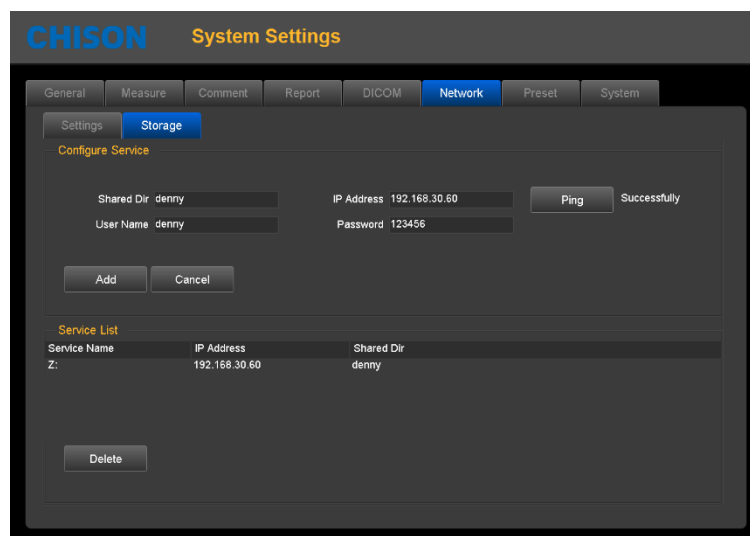 CHISON System Settings
General Measure Comment Report DICOM Network Preset System
Settings Storage
Configure Service
Shared Dir denny IP Address 192.168.30.60 Ping Successfully
User Name denny Password 123456
Add Cancel
Service List
Service Name IP Address Shared Dir
Z: 192.168.30.60 denny
Delete